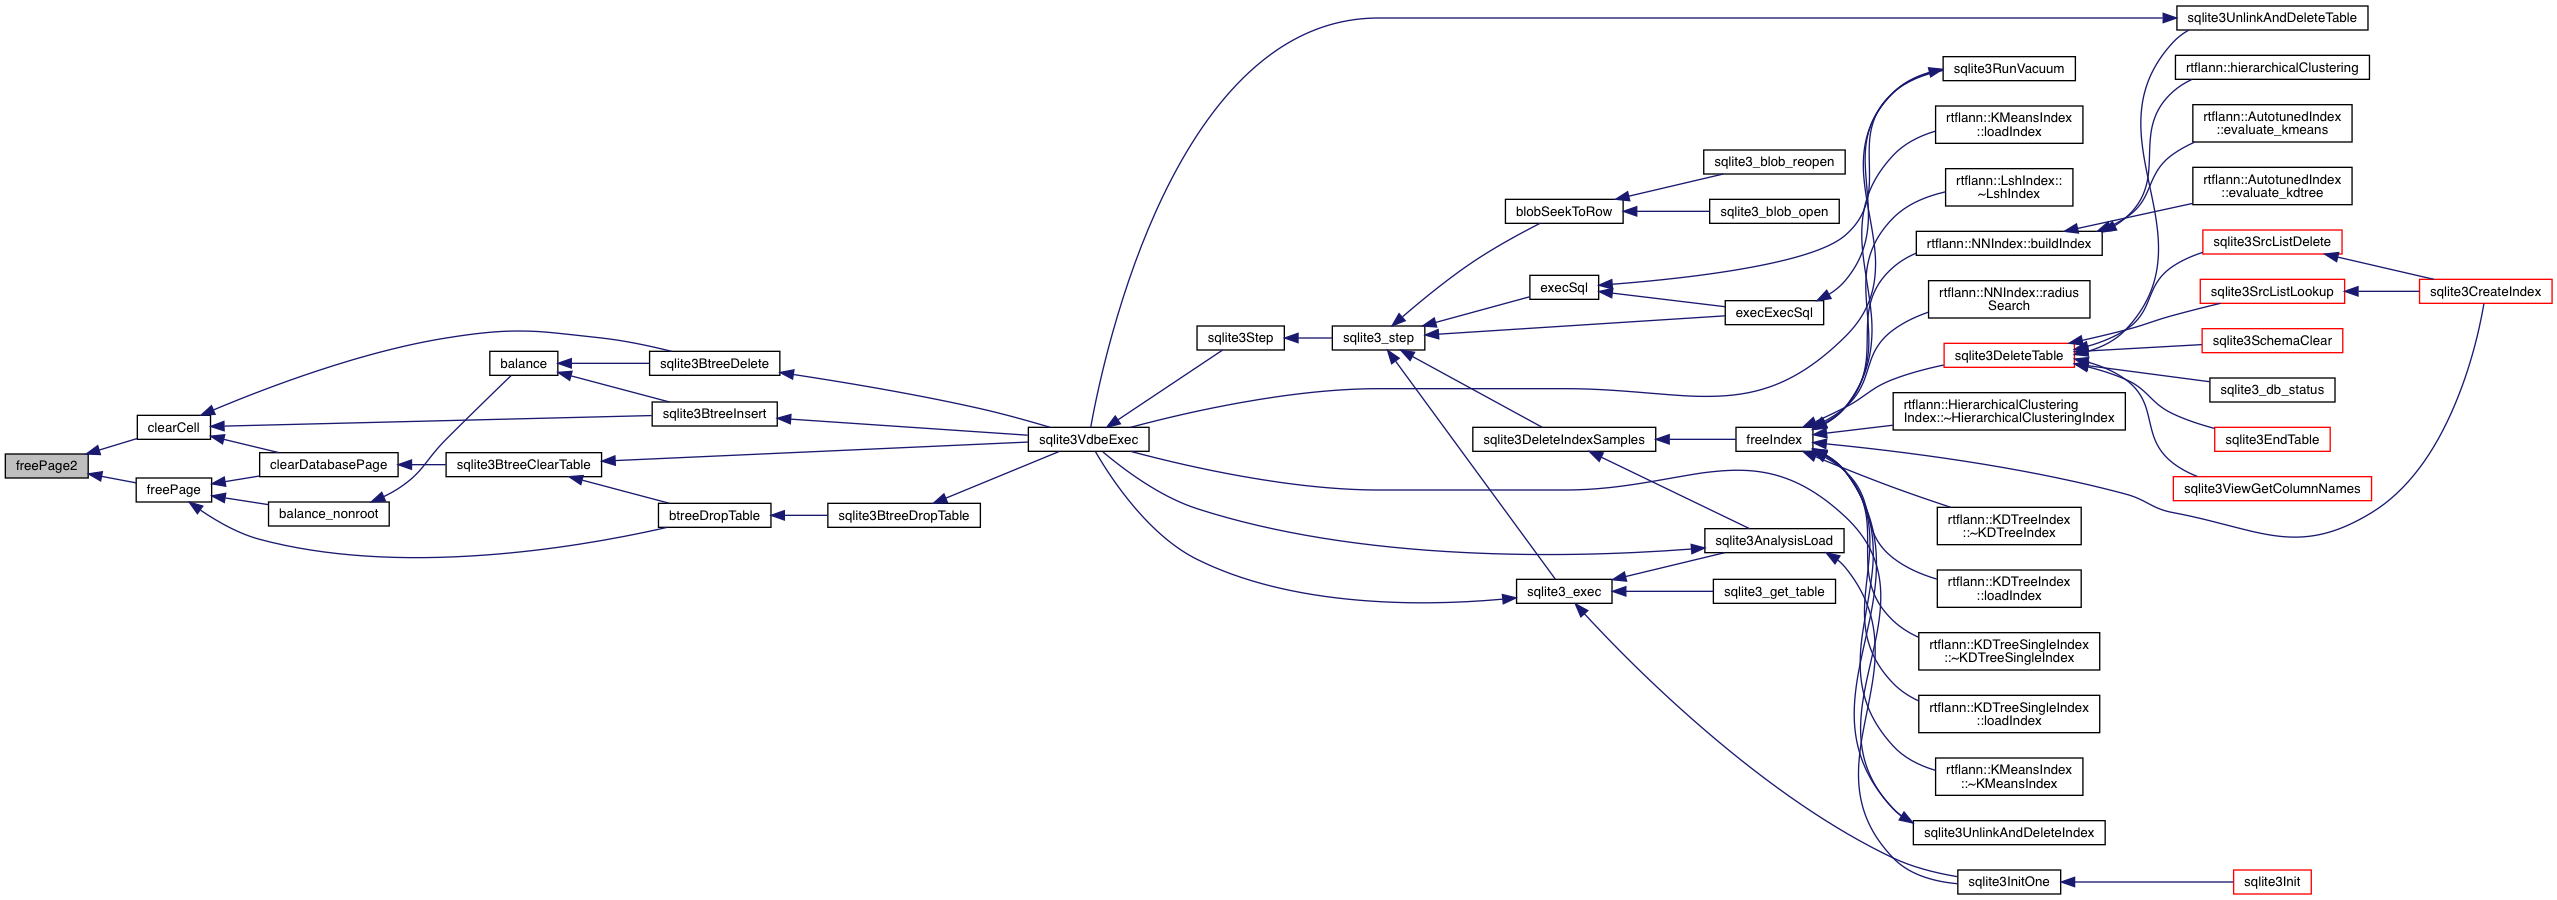 freePage2
clearCell
freePage
clearDatabasePage
balance_nonroot
balance
sqlite3BtreeClearTable
sqlite3BtreeDelete
sqlite3BtreeInsert
btreeDropTable
sqlite3BtreeDropTable
sqlite3VdbeExec
sqlite3Step
sqlite3_step
blobSeekToRow
execSql
sqlite3DeleteIndexSamples
sqlite3_exec
sqlite3_blob_reopen
sqlite3_blob_open
execExecSql
freeIndex
sqlite3AnalysisLoad
sqlite3_get_table
sqlite3RunVacuum
rtflann::KMeansIndex
::loadIndex
rtflann::LshIndex::
~LshIndex
rtflann::NNIndex::buildIndex
rtflann::NNIndex::radius
Search
sqlite3DeleteTable
rtflann::HierarchicalClustering
Index::~HierarchicalClusteringIndex
rtflann::KDTreeIndex
::~KDTreeIndex
rtflann::KDTreeIndex
::loadIndex
rtflann::KDTreeSingleIndex
::~KDTreeSingleIndex
rtflann::KDTreeSingleIndex
::loadIndex
rtflann::KMeansIndex
::~KMeansIndex
sqlite3UnlinkAndDeleteIndex
sqlite3InitOne
sqlite3UnlinkAndDeleteTable
rtflann::hierarchicalClustering
rtflann::AutotunedIndex
::evaluate_kmeans
rtflann::AutotunedIndex
::evaluate_kdtree
sqlite3SrcListDelete
sqlite3SrcListLookup
sqlite3SchemaClear
sqlite3_db_status
sqlite3EndTable
sqlite3ViewGetColumnNames
sqlite3Init
sqlite3CreateIndex